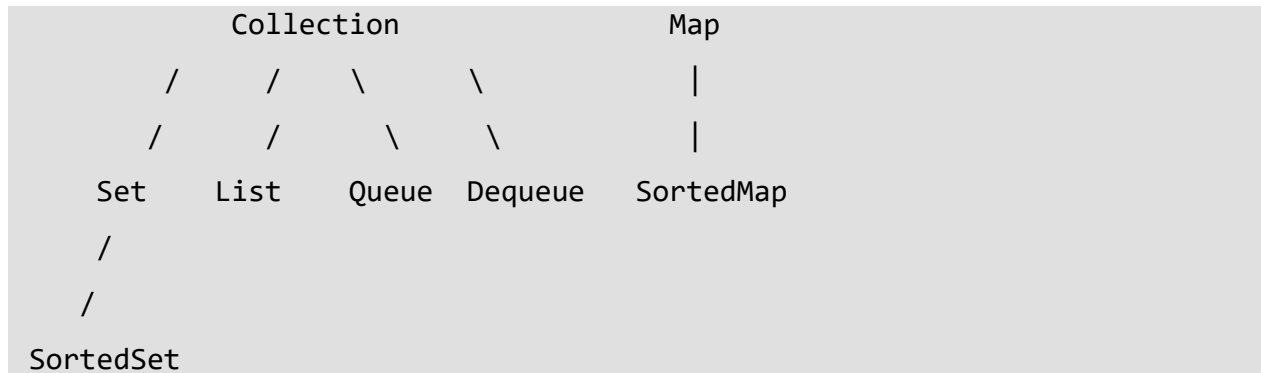 Collection Map
/ / \ \ |
/ / \ \ |
Set List Queue Dequeue SortedMap
/
/
SortedSet